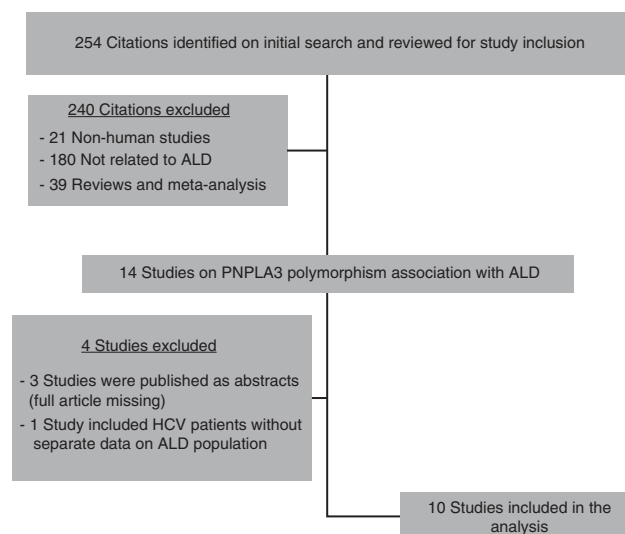 254 Citations identified on initial search and reviewed for study inclusion
240 Citations excluded
- 21 Non-human studies
- 180 Not related to ALD
- 39 Reviews and meta-analysis
14 Studies on PNPLA3 polymorphism association with ALD
4 Studies excluded
- 3 Studies were published as abstracts
(full article missing)
- 1 Study included HCV patients without
separate data on ALD population
10 Studies included in the
analysis